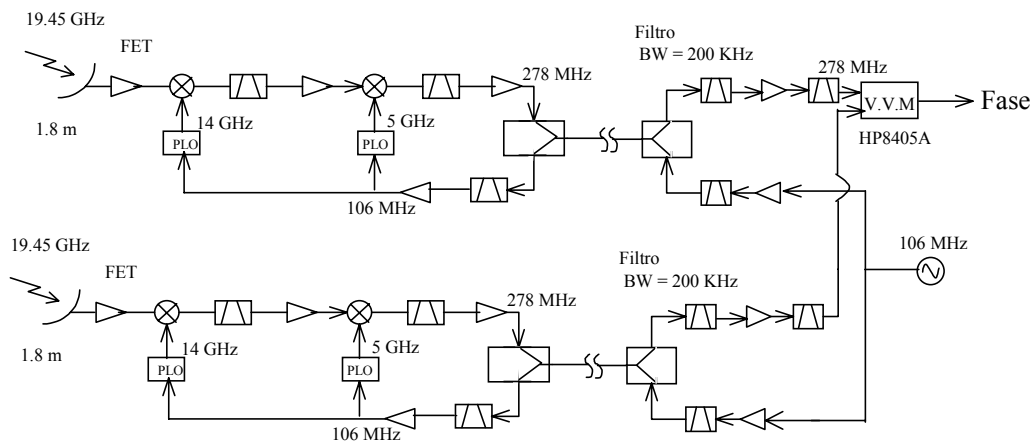 19.45 GHz
FET
1.8 m
14 GHz
PLO
5 GHz
PLO
106 MHz
278 MHz
Filtro
BW = 200 KHz
278 MHz
V.V.M
HP8405A
Fase
106 MHz
19.45 GHz
FET
1.8 m
14 GHz
PLO
5 GHz
PLO
106 MHz
278 MHz
Filtro
BW = 200 KHz